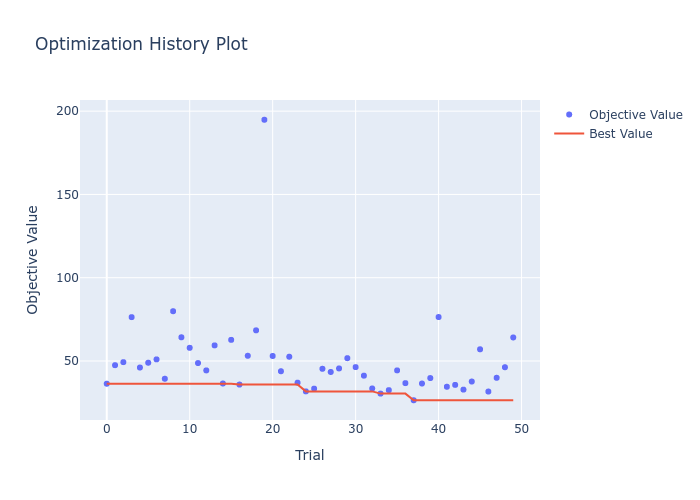 Optimization History Plot
Objective Value
Best Value
200
150
100
50
Objective Value
0 10 20 30 40 50
Trial